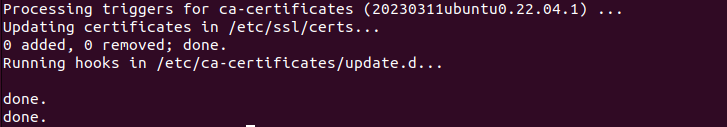 Processing triggers for ca-certificates (20230311ubuntu0.22.04.1) ...
Updating certificates in /etc/ssl/certs...
0 added, 0 removed; done.
Running hooks in /etc/ca-certificates/update.d...

done.
done.